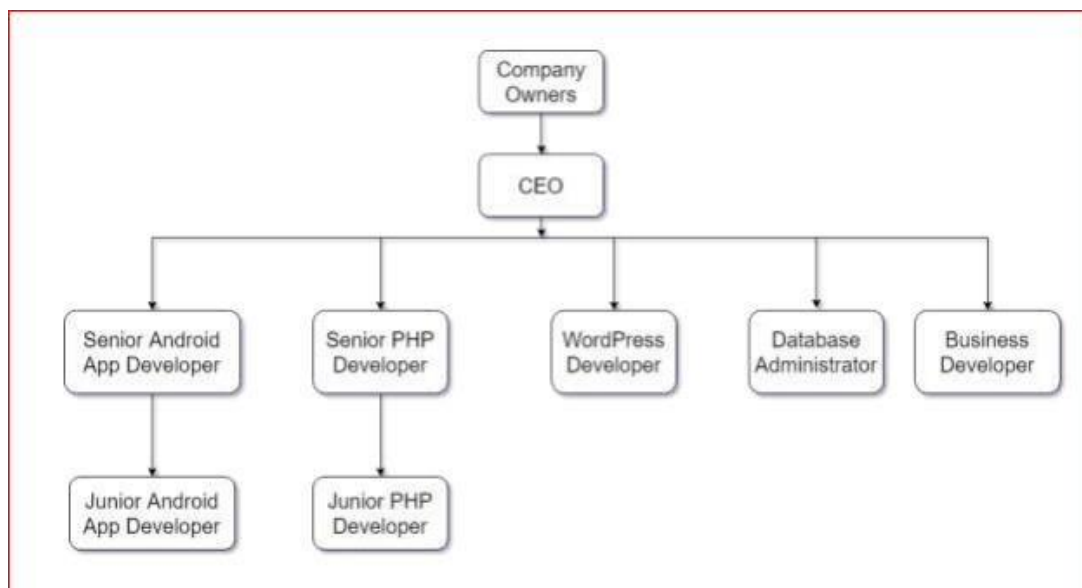 Company
Owners
CEO
Senior Android
App Developer
Senior PHP
Developer
WordPress
Developer
Database
Administrator
Business
Developer
Junior Android
App Developer
Junior PHP
Developer